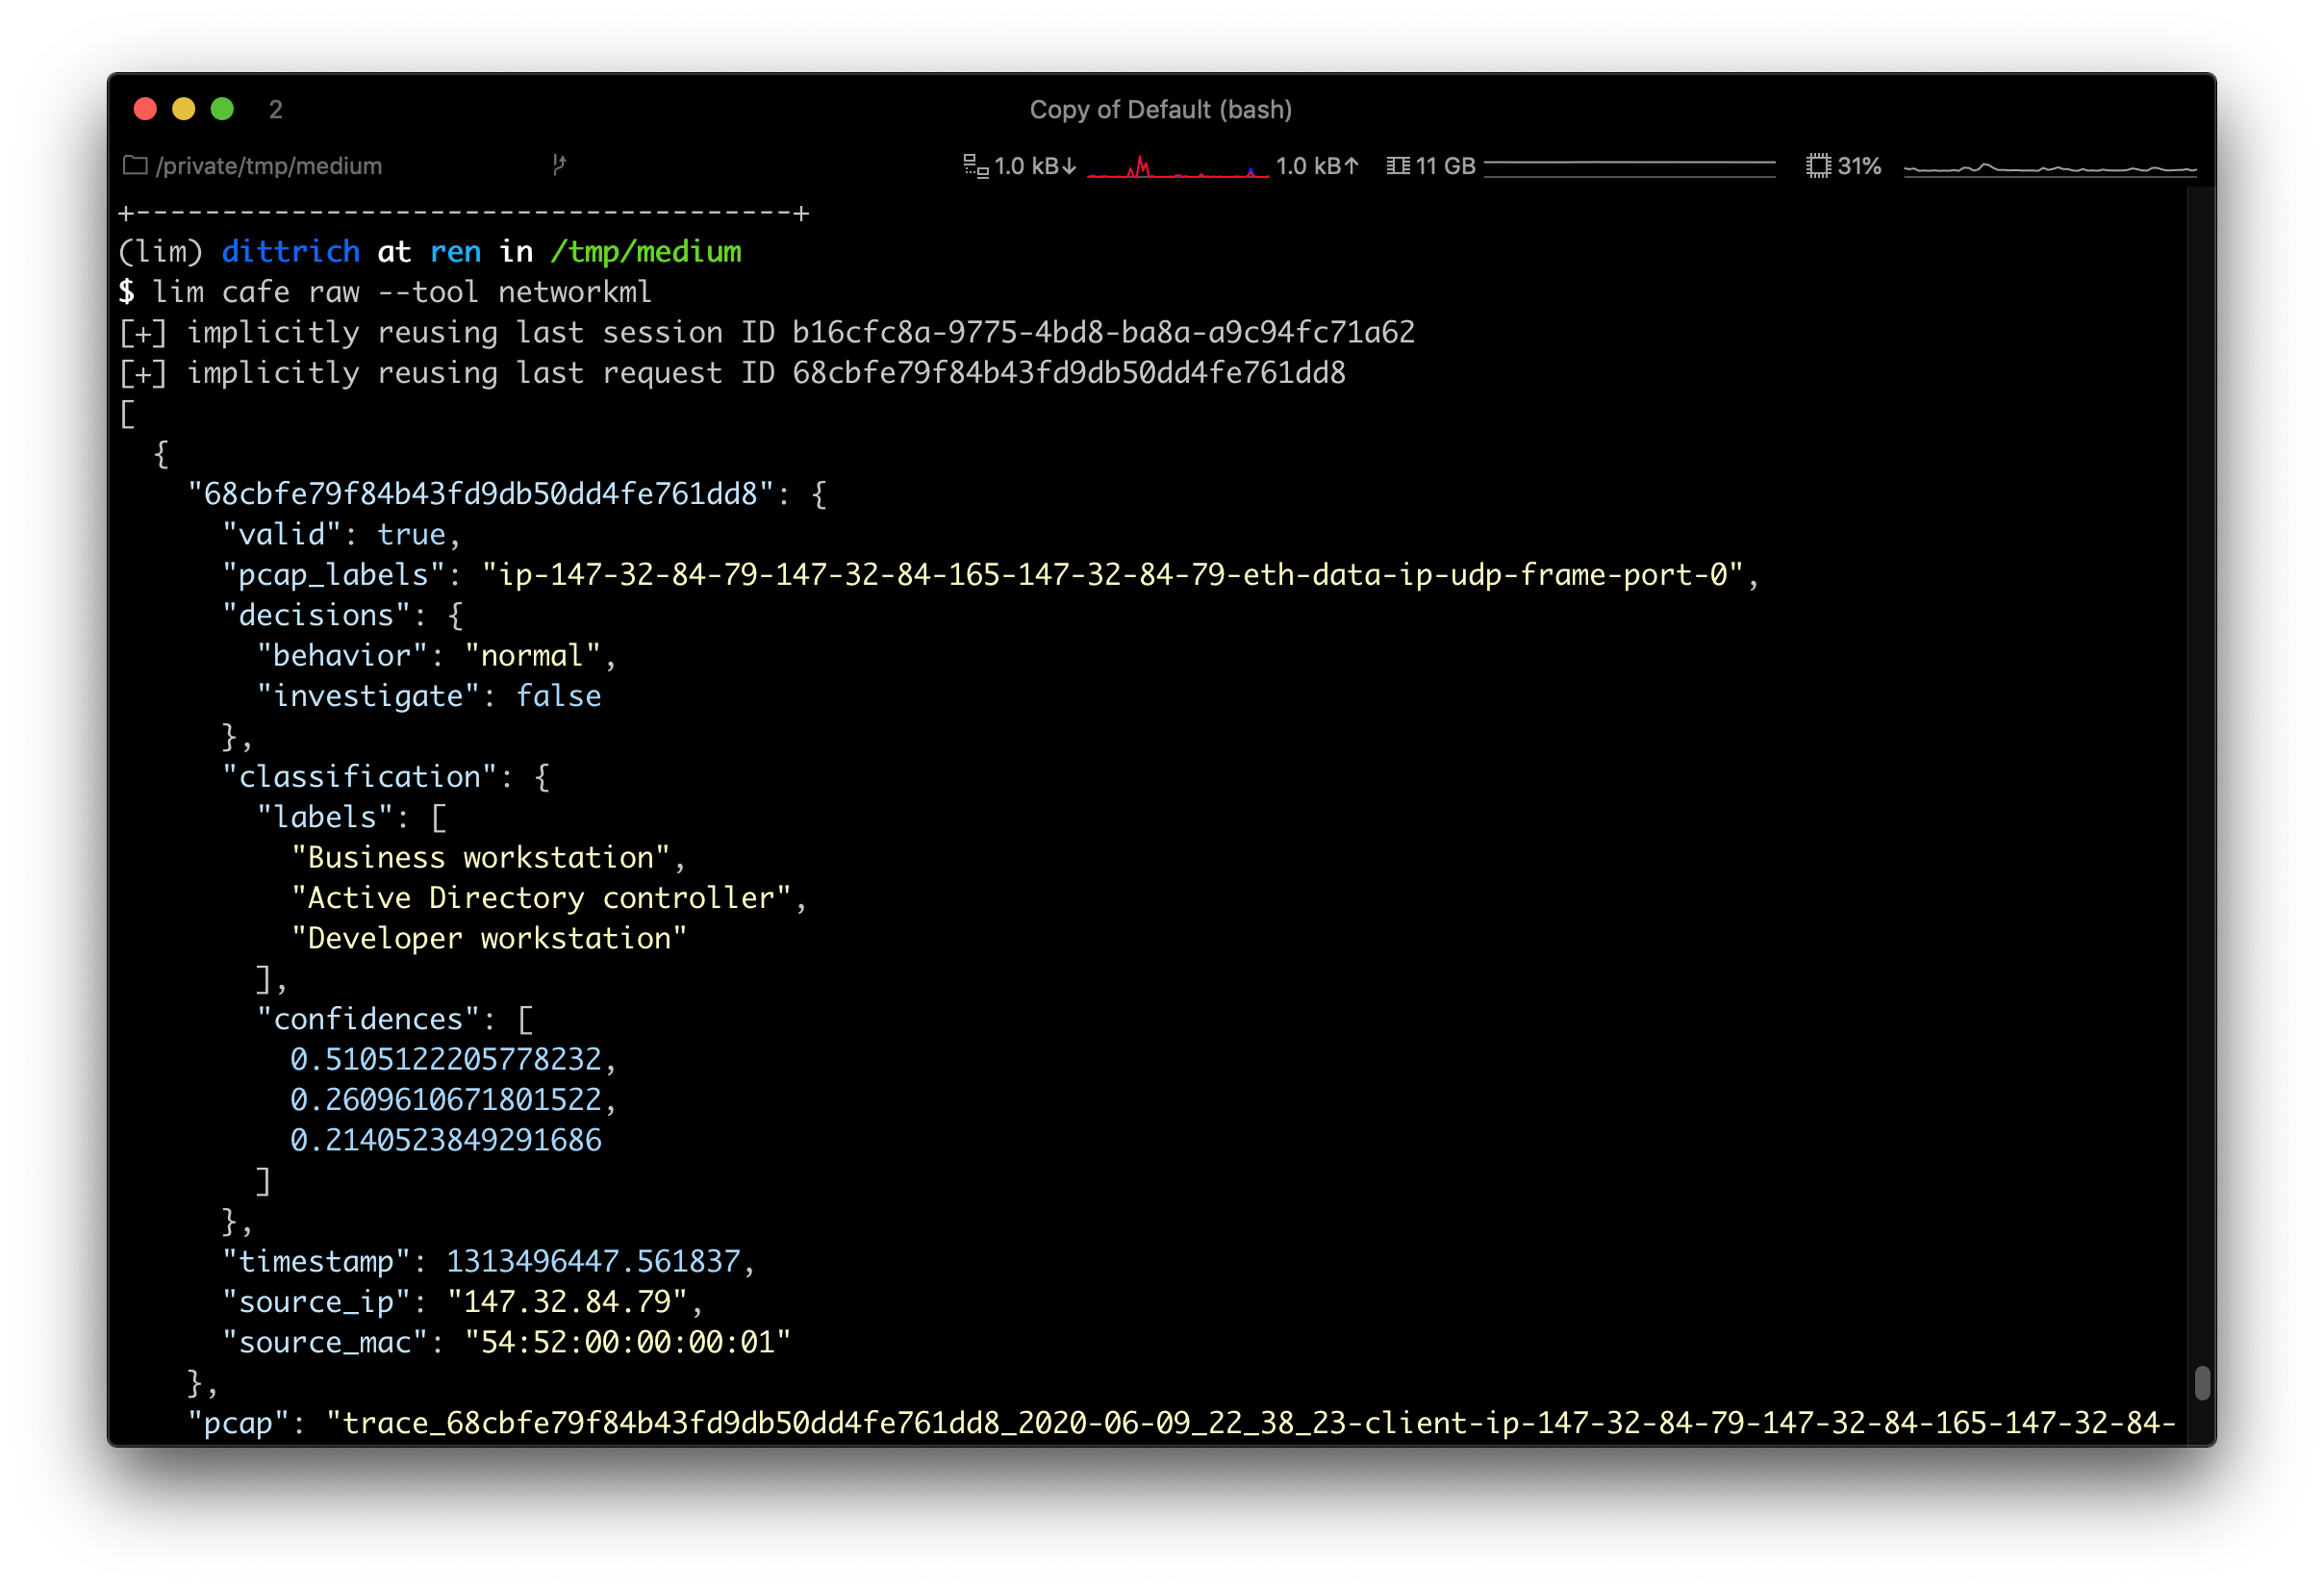 2
Copy of Default (bash)
/private/tmp/medium
1.0 kB↓ 1.0 kB↑ 11 GB 31%
+--------------------------------------+
(lim) dittrich at ren in /tmp/medium
$ lim cafe raw --tool networkml
[+] implicitly reusing last session ID b16cfc8a-9775-4bd8-ba8a-a9c94fc71a62
[+] implicitly reusing last request ID 68cbfe79f84b43fd9db50dd4fe761dd8
[
  {
    "68cbfe79f84b43fd9db50dd4fe761dd8": {
      "valid": true,
      "pcap_labels": "ip-147-32-84-79-147-32-84-165-147-32-84-79-eth-data-ip-udp-frame-port-0",
      "decisions": {
        "behavior": "normal",
        "investigate": false
      },
      "classification": {
        "labels": [
          "Business workstation",
          "Active Directory controller",
          "Developer workstation"
        ],
        "confidences": [
          0.5105122205778232,
          0.2609610671801522,
          0.2140523849291686
        ]
      },
      "timestamp": 1313496447.561837,
      "source_ip": "147.32.84.79",
      "source_mac": "54:52:00:00:00:01"
    },
    "pcap": "trace_68cbfe79f84b43fd9db50dd4fe761dd8_2020-06-09_22_38_23-client-ip-147-32-84-79-147-32-84-165-147-32-84-